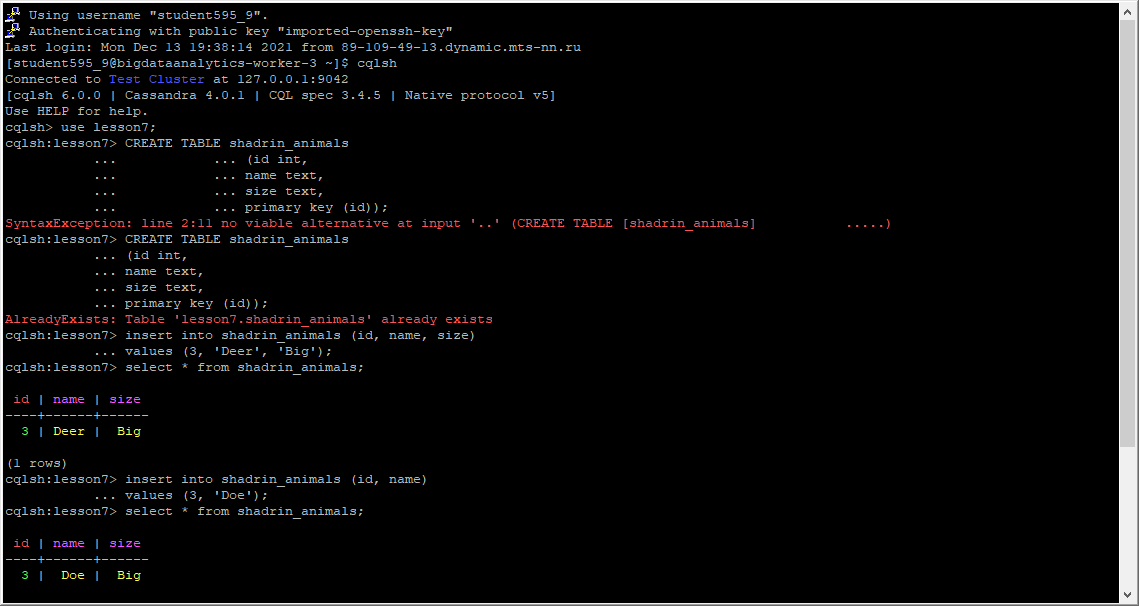 Using username "student595_9".
Authenticating with public key "imported-openssh-key"
Last login: Mon Dec 13 19:38:14 2021 from 89-109-49-13.dynamic.mts-nn.ru
[student595_9@bigdataanalytics-worker-3 ~]$ cqlsh
Connected to Test Cluster at 127.0.0.1:9042
[cqlsh 6.0.0 | Cassandra 4.0.1 | CQL spec 3.4.5 | Native protocol v5]
Use HELP for help.
cqlsh> use lesson7;
cqlsh:lesson7> CREATE TABLE shadrin_animals
           ...            ... (id int,
           ...            ... name text,
           ...            ... size text,
           ...            ... primary key (id));
SyntaxException: line 2:11 no viable alternative at input '..' (CREATE TABLE [shadrin_animals]           .....)
cqlsh:lesson7> CREATE TABLE shadrin_animals
           ... (id int,
           ... name text,
           ... size text,
           ... primary key (id));
AlreadyExists: Table 'lesson7.shadrin_animals' already exists
cqlsh:lesson7> insert into shadrin_animals (id, name, size)
           ... values (3, 'Deer', 'Big');
cqlsh:lesson7> select * from shadrin_animals;
 id | name | size
----+------+------
  3 | Deer |  Big
(1 rows)
cqlsh:lesson7> insert into shadrin_animals (id, name)
           ... values (3, 'Doe');
cqlsh:lesson7> select * from shadrin_animals;
 id | name | size
----+------+------
  3 |  Doe |  Big